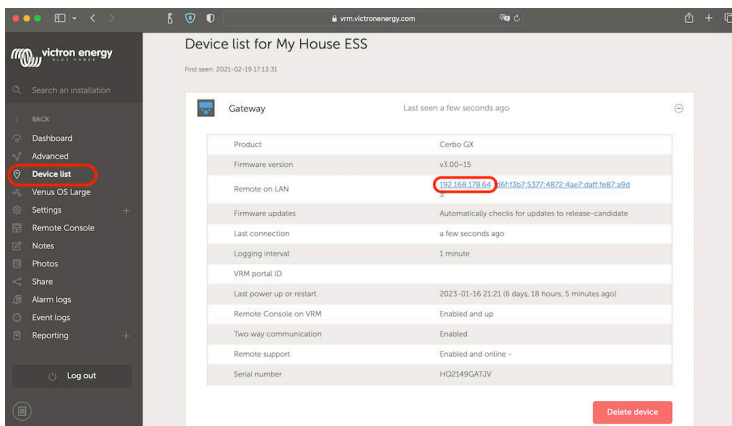 vrm.victronenergy.com
victron energy
BLUE POWER
Search an installation
BACK
Dashboard
Advanced
Device list
Venus OS Large
Settings
Remote Console
Notes
Photos
Share
Alarm logs
Event logs
Reporting
Log out
Device list for My House ESS
First seen: 2021-02-19 17:13:31
Gateway Last seen a few seconds ago
Product Cerbo GX
Firmware version v3.00~15
Remote on LAN 192.168.178.64
Firmware updates Automatically checks for updates to release-candidate
Last connection a few seconds ago
Logging interval 1 minute
VRM portal ID
Last power up or restart 2023-01-16 21:21 (6 days, 18 hours, 5 minutes ago)
Remote Console on VRM Enabled and up
Two way communication Enabled
Remote support Enabled and online -
Serial number HQ2149GATJV
Delete device